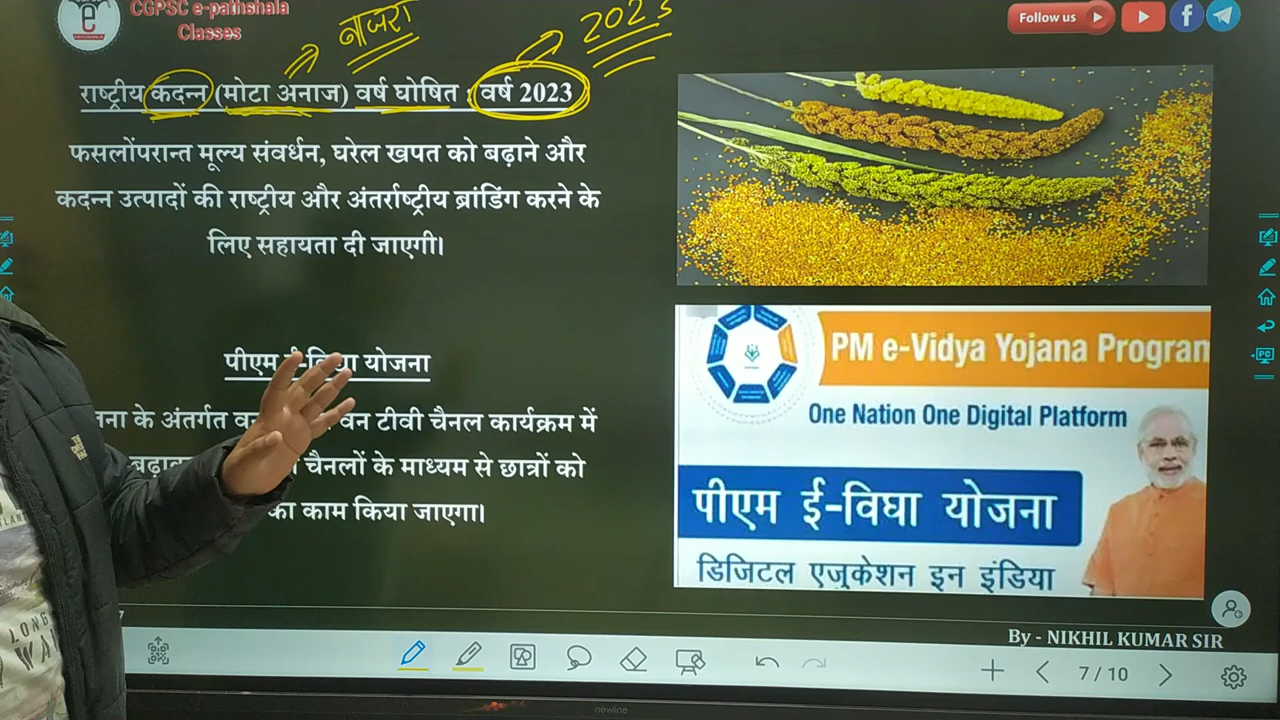 CGPSC e-pathshala
Classes
Follow us
बाजरा
2023
राष्ट्रीय कदन्न (मोटा अनाज) वर्ष घोषित : वर्ष 2023
फसलोंपरान्त मूल्य संवर्धन, घरेल खपत को बढ़ाने और
कदन्न उत्पादों की राष्ट्रीय और अंतर्राष्ट्रीय ब्रांडिंग करने के
लिए सहायता दी जाएगी।
पीएम ई-विद्या योजना
के अंतर्गत वन टीवी चैनल कार्यक्रम में
चैनलों के माध्यम से छात्रों को
का काम किया जाएगा।
PM e-Vidya Yojana Program
One Nation One Digital Platform
पीएम ई-विघा योजना
डिजिटल एजुकेशन इन इंडिया
By - NIKHIL KUMAR SIR
7 / 10
PC
newline
LONG